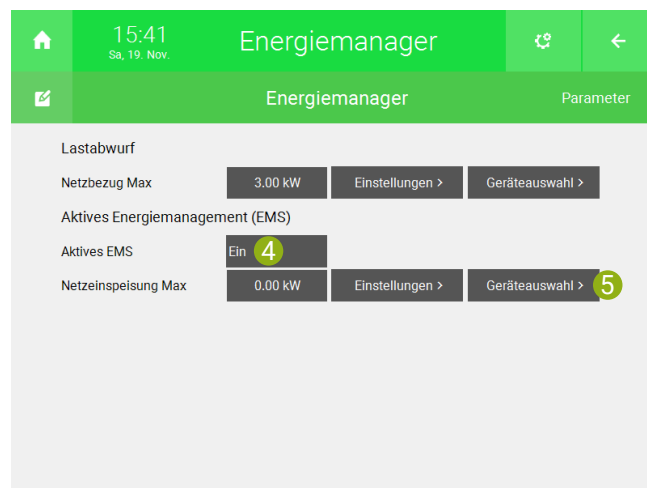 15:41
Sa, 19. Nov.
Energiemanager
Energiemanager
Parameter
Lastabwurf
Netzbezug Max 3.00 kW Einstellungen > Geräteauswahl >
Aktives Energiemanagement (EMS)
Aktives EMS Ein 4
Netzeinspeisung Max 0.00 kW Einstellungen > Geräteauswahl > 5